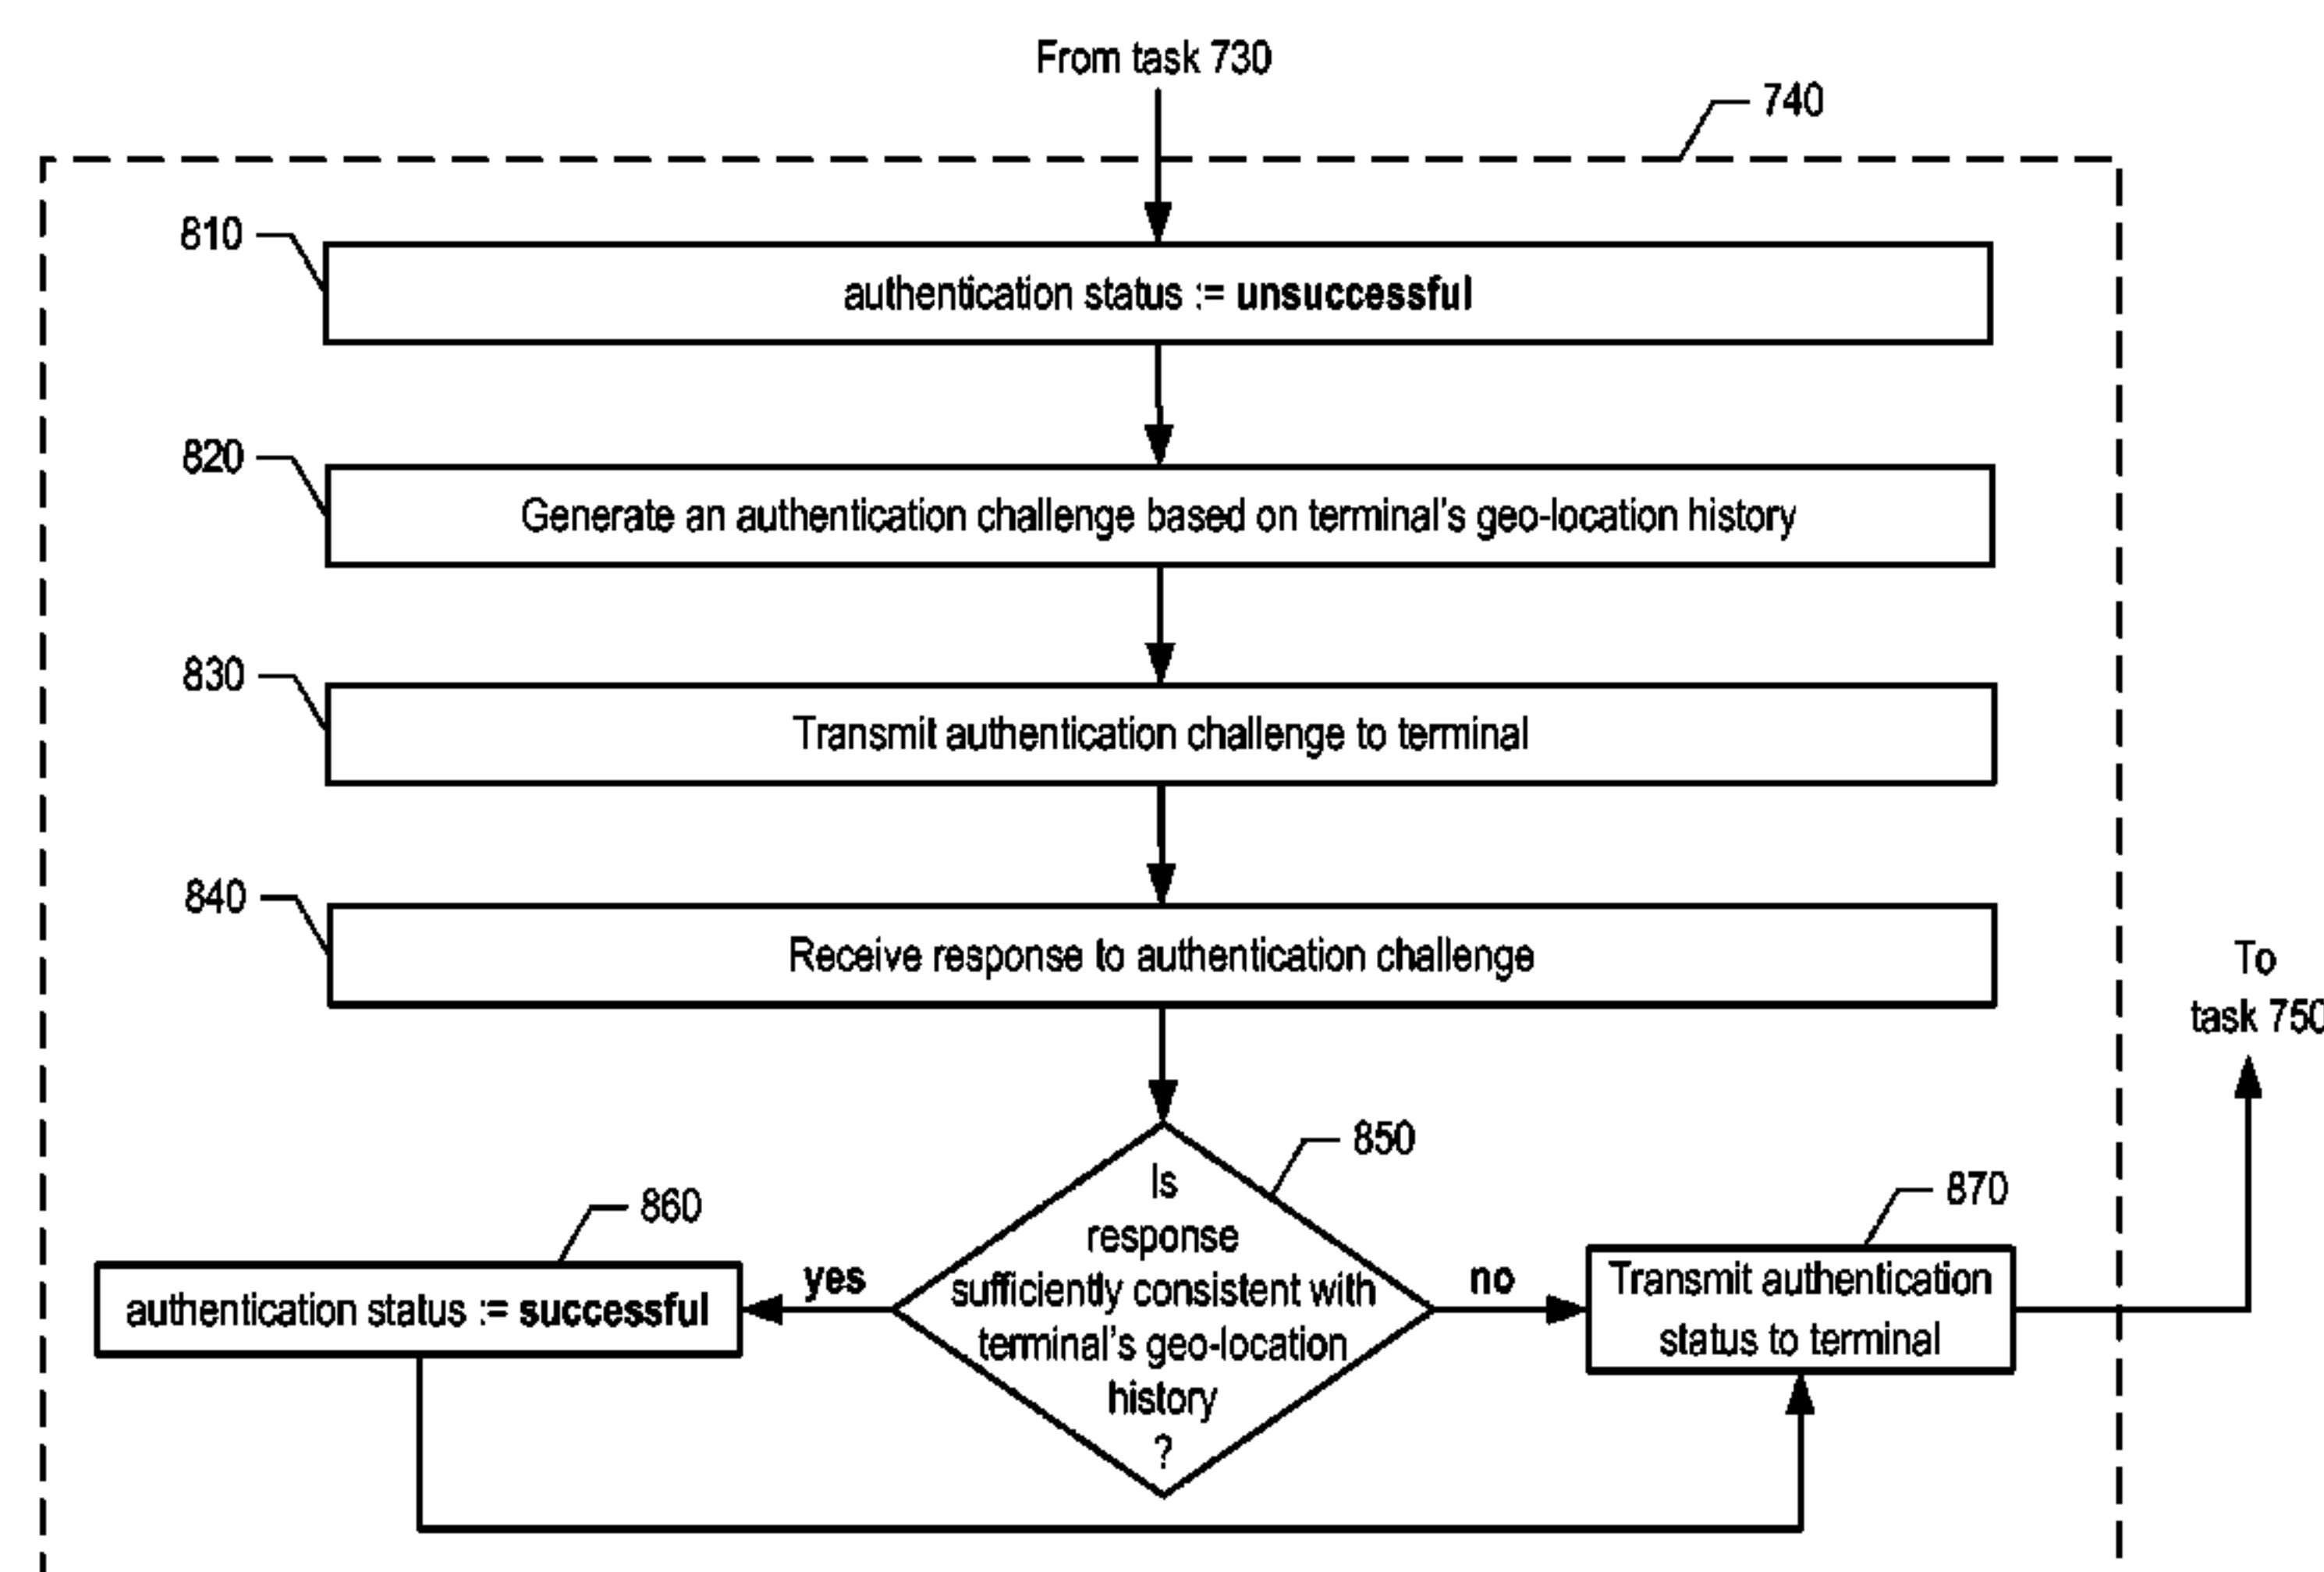 From task 730
740
810
authentication status := unsuccessful
820
Generate an authentication challenge based on terminal's geo-location history
830
Transmit authentication challenge to terminal
840
Receive response to authentication challenge
To
task 750
850
Is
response
sufficiently consistent with
terminal's geo-location
history
?
860
yes
authentication status := successful
no
870
Transmit authentication
status to terminal